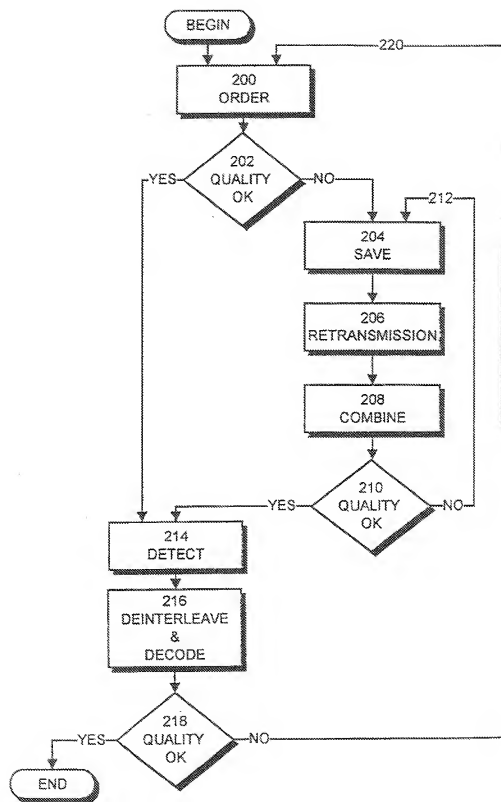 BEGIN
220
200
ORDER
202
QUALITY
OK
YES
NO
212
204
SAVE
206
RETRANSMISSION
208
COMBINE
210
QUALITY
OK
YES
NO
214
DETECT
216
DEINTERLEAVE
&
DECODE
218
QUALITY
OK
YES
NO
END